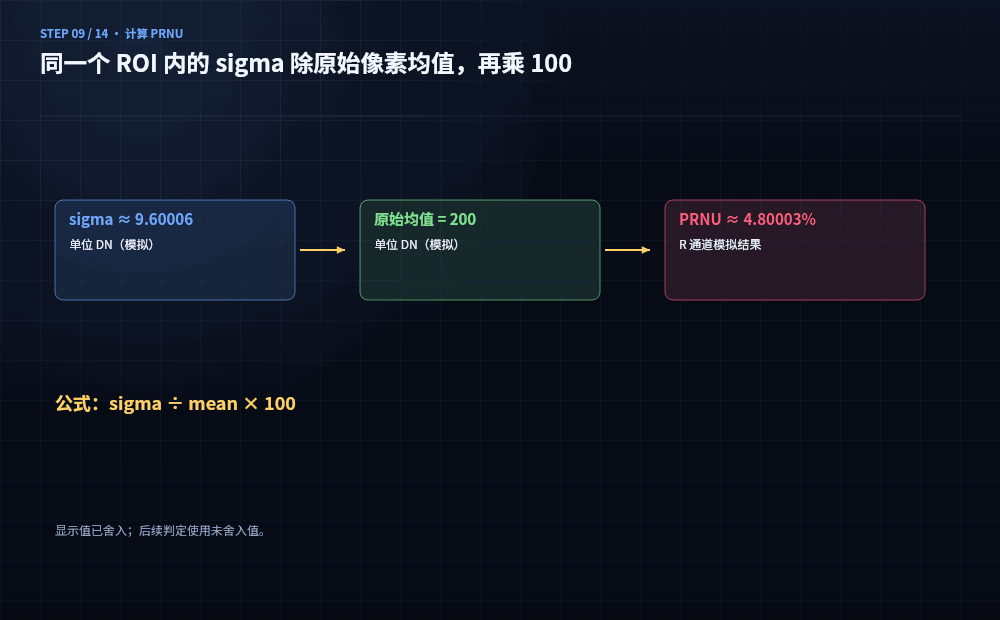 STEP 09 / 14 · 计算 PRNU
同一个 ROI 内的 sigma 除原始像素均值，再乘 100
sigma ≈ 9.60006
单位 DN（模拟）
原始均值 = 200
单位 DN（模拟）
PRNU ≈ 4.80003%
R 通道模拟结果
公式：sigma ÷ mean × 100
显示值已舍入；后续判定使用未舍入值。